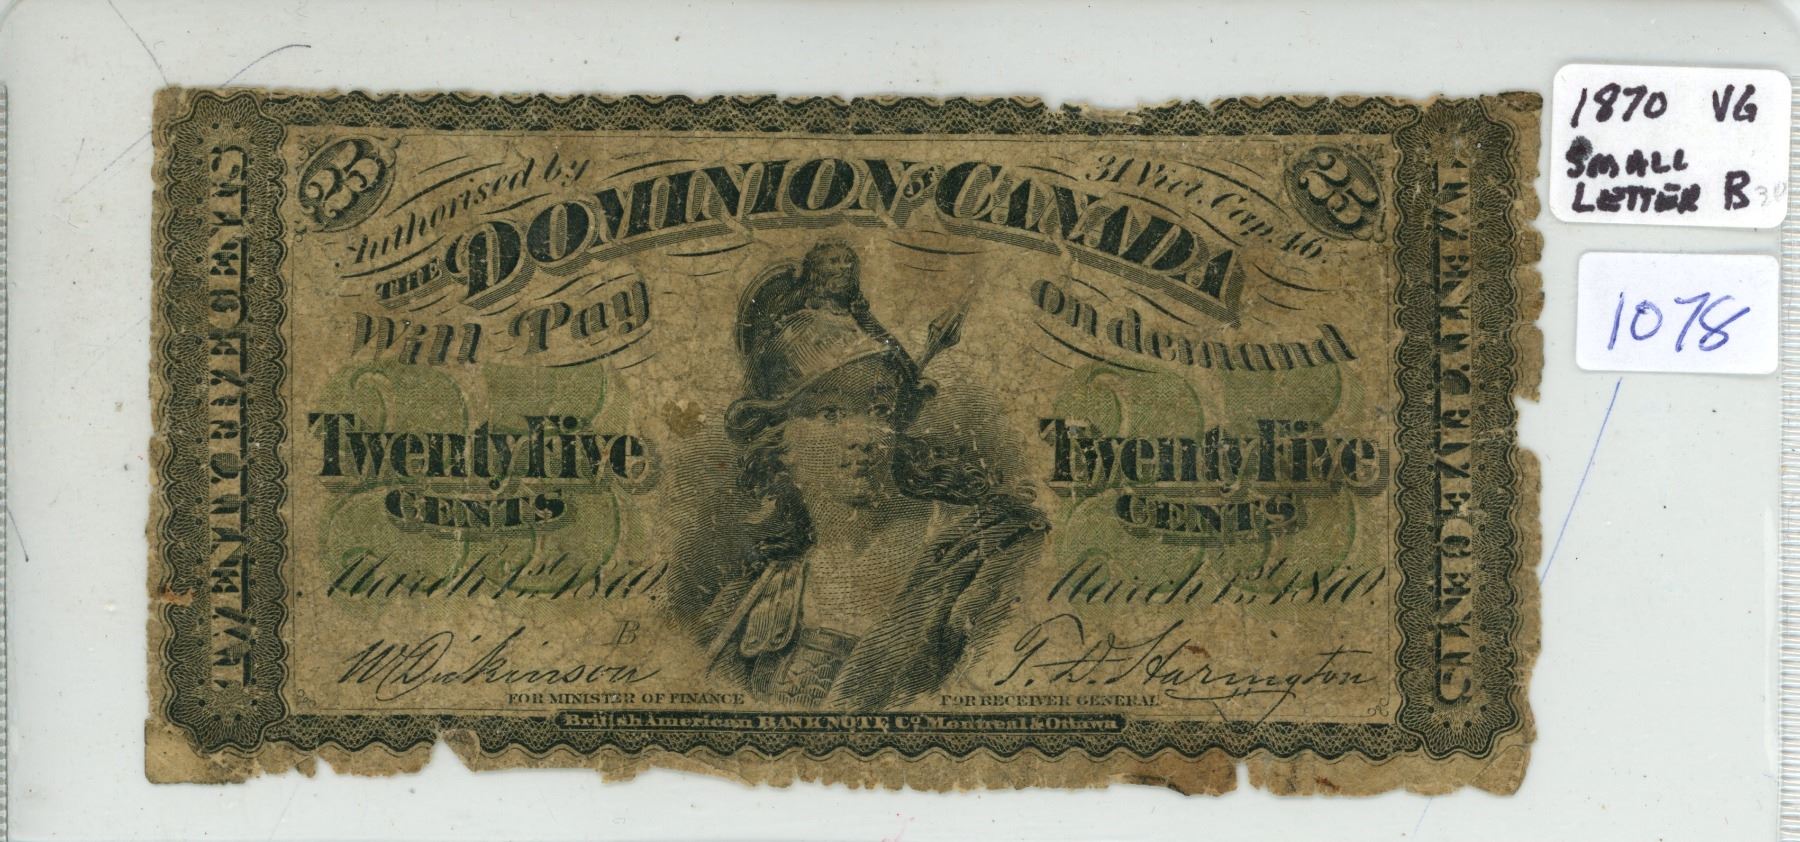 25
Authorised by
31 Vict. Cap. 46.
25
THE DOMINION OF CANADA
Will Pay
on demand
Twenty Five
CENTS
Twenty Five
CENTS
March 1st 1870.
March 1st 1870.
B
W Dickinson
T. D. Harington
FOR MINISTER OF FINANCE
FOR RECEIVER GENERAL
British American BANK NOTE Co. Montreal & Ottawa
TWENTY FIVE CENTS
TWENTY FIVE CENTS
1870 VG
SMALL
LETTER B
1078